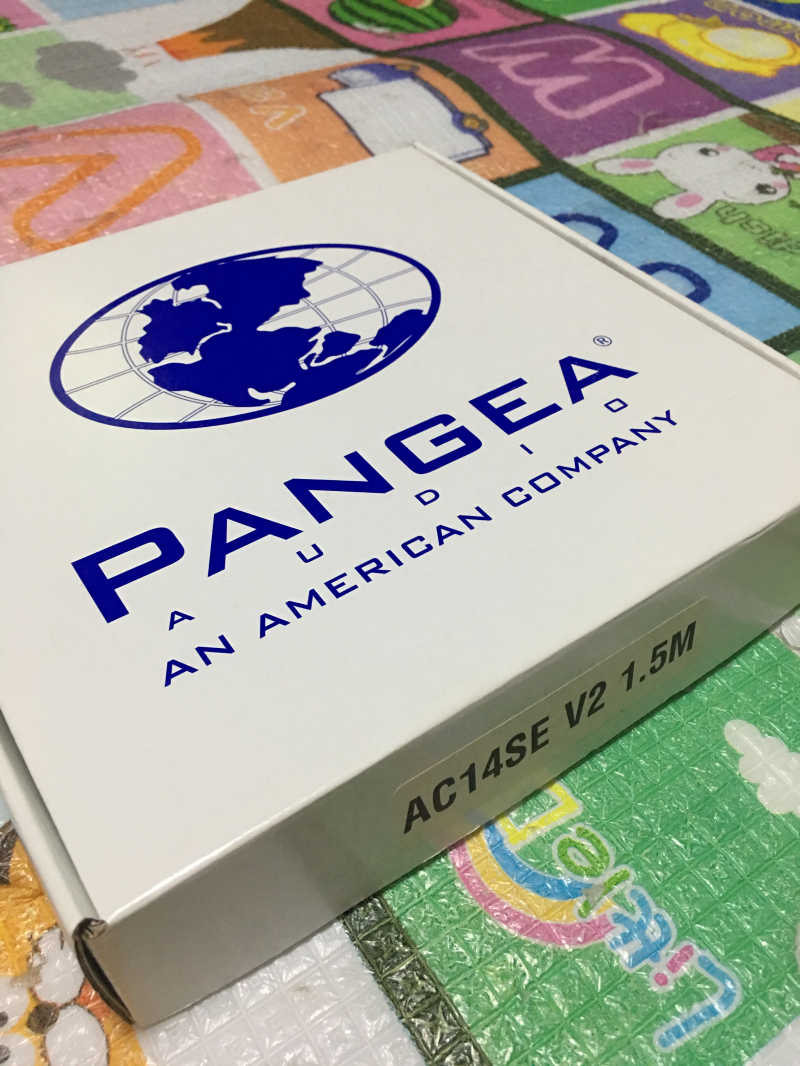 W
PANGEA®
AUDIO
AN AMERICAN COMPANY
AC14SE V2 1.5M